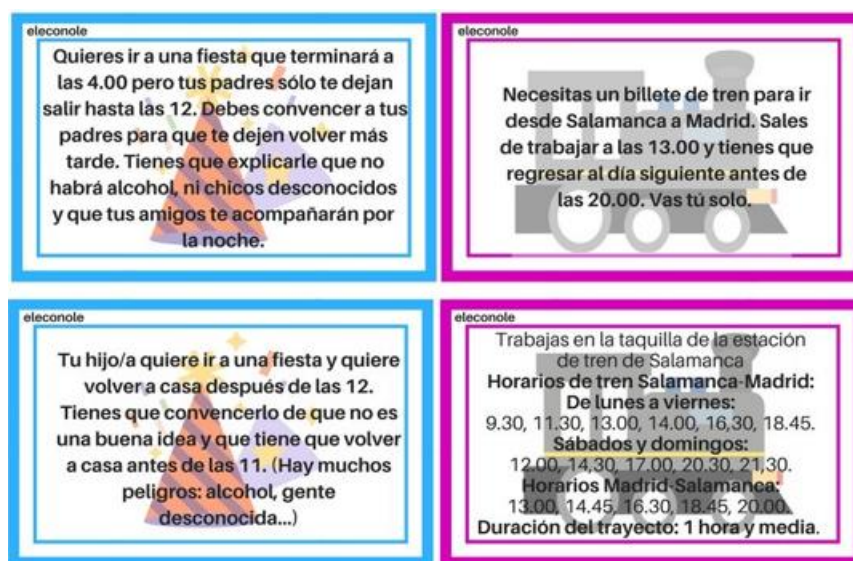 eleconole
Quieres ir a una fiesta que terminará a
las 4.00 pero tus padres sólo te dejan
salir hasta las 12. Debes convencer a tus
padres para que te dejen volver más
tarde. Tienes que explicarle que no
habrá alcohol, ni chicos desconocidos
y que tus amigos te acompañarán por
la noche.
eleconole
Necesitas un billete de tren para ir
desde Salamanca a Madrid. Sales
de trabajar a las 13.00 y tienes que
regresar al día siguiente antes de
las 20.00. Vas tú solo.
eleconole
Tu hijo/a quiere ir a una fiesta y quiere
volver a casa después de las 12.
Tienes que convencerlo de que no es
una buena idea y que tiene que volver
a casa antes de las 11. (Hay muchos
peligros: alcohol, gente
desconocida...)
eleconole
Trabajas en la taquilla de la estación
de tren de Salamanca
Horarios de tren Salamanca-Madrid:
De lunes a viernes:
9.30, 11.30, 13.00, 14.00, 16,30, 18.45.
Sábados y domingos:
12.00, 14,30, 17.00, 20.30, 21,30.
Horarios Madrid-Salamanca:
13.00, 14.45, 16.30, 18.45, 20.00.
Duración del trayecto: 1 hora y media.